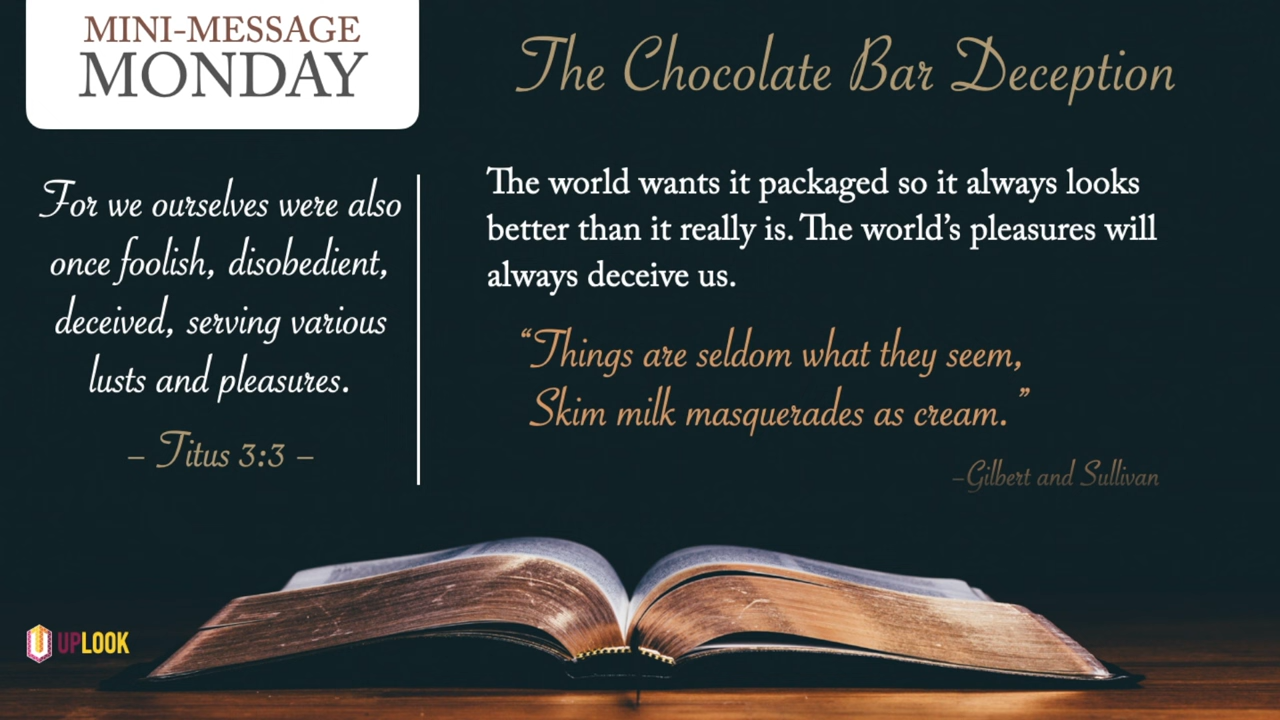 MINI-MESSAGE
MONDAY
The Chocolate Bar Deception
For we ourselves were also
once foolish, disobedient,
deceived, serving various
lusts and pleasures.
– Titus 3:3 –
The world wants it packaged so it always looks
better than it really is. The world’s pleasures will
always deceive us.
“Things are seldom what they seem,
Skim milk masquerades as cream.”
–Gilbert and Sullivan
UPLOOK